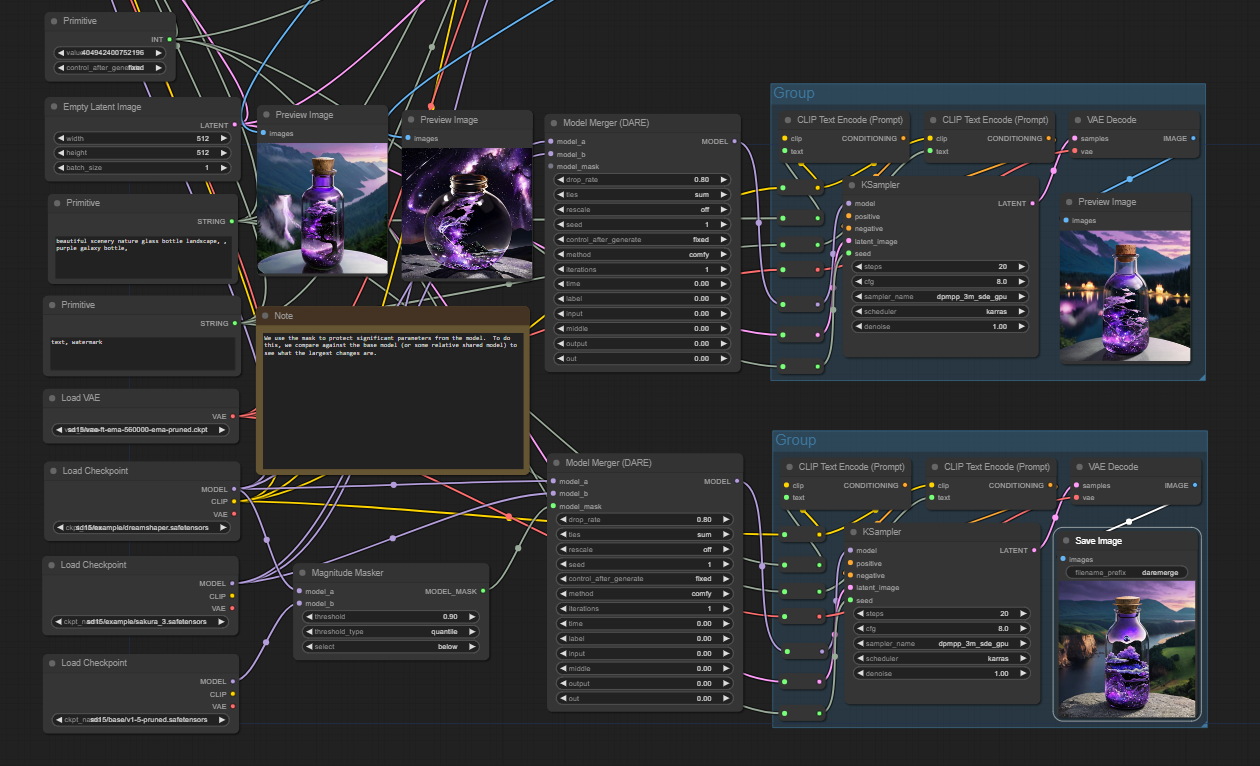 Primitive
INT
value
404942400752196
control_after_generate
fixed
Empty Latent Image
LATENT
width
512
height
512
batch_size
1
Primitive
STRING
beautiful scenery nature glass bottle landscape, ,
purple galaxy bottle,
Primitive
STRING
text, watermark
Load VAE
VAE
sd15/vae-ft-ema-560000-ema-pruned.ckpt
Load Checkpoint
MODEL
CLIP
VAE
sd15/example/dreamshaper.safetensors
Load Checkpoint
MODEL
CLIP
VAE
ckpt_na
sd15/example/sakura_3.safetensors
Load Checkpoint
MODEL
CLIP
VAE
ckpt_na
sd15/base/v1-5-pruned.safetensors
Preview Image
images
Preview Image
images
Note
We use the mask to protect significant parameters from the model.  To do
this, we compare against the base model (or some relative shared model) to
see what the largest changes are.
Magnitude Masker
model_a
MODEL_MASK
model_b
threshold
0.90
threshold_type
quantile
select
below
Model Merger (DARE)
model_a
MODEL
model_b
model_mask
drop_rate
0.80
ties
sum
rescale
off
seed
1
control_after_generate
fixed
method
comfy
iterations
1
time
0.00
label
0.00
input
0.00
middle
0.00
output
0.00
out
0.00
Model Merger (DARE)
model_a
MODEL
model_b
model_mask
drop_rate
0.80
ties
sum
rescale
off
seed
1
control_after_generate
fixed
method
comfy
iterations
1
time
0.00
label
0.00
input
0.00
middle
0.00
output
0.00
out
0.00
Group
CLIP Text Encode (Prompt)
clip
CONDITIONING
text
CLIP Text Encode (Prompt)
clip
CONDITIONING
text
VAE Decode
samples
IMAGE
vae
KSampler
model
LATENT
positive
negative
latent_image
seed
steps
20
cfg
8.0
sampler_name
dpmpp_3m_sde_gpu
scheduler
karras
denoise
1.00
Preview Image
images
Group
CLIP Text Encode (Prompt)
clip
CONDITIONING
text
CLIP Text Encode (Prompt)
clip
CONDITIONING
text
VAE Decode
samples
IMAGE
vae
KSampler
model
LATENT
positive
negative
latent_image
seed
steps
20
cfg
8.0
sampler_name
dpmpp_3m_sde_gpu
scheduler
karras
denoise
1.00
Save Image
images
filename_prefix
daremerge